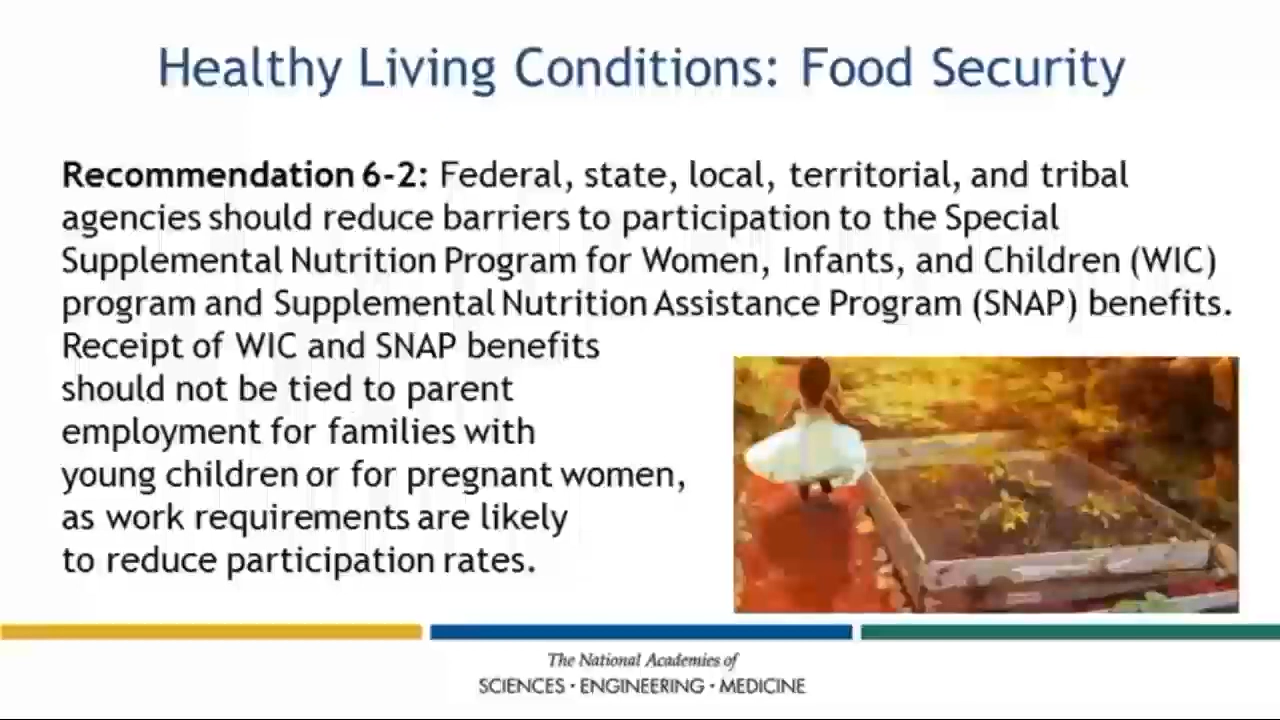 Healthy Living Conditions: Food Security
Recommendation 6-2: Federal, state, local, territorial, and tribal
agencies should reduce barriers to participation to the Special
Supplemental Nutrition Program for Women, Infants, and Children (WIC)
program and Supplemental Nutrition Assistance Program (SNAP) benefits.
Receipt of WIC and SNAP benefits
should not be tied to parent
employment for families with
young children or for pregnant women,
as work requirements are likely
to reduce participation rates.
The National Academies of
SCIENCES · ENGINEERING · MEDICINE